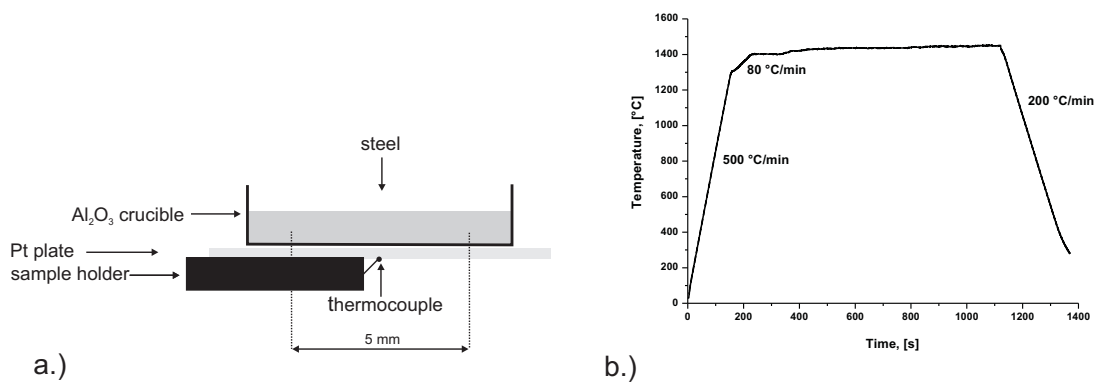 steel
Al₂O₃ crucible
Pt plate
sample holder
thermocouple
5 mm
a.)
Temperature, [°C]
1600
1400
1200
1000
800
600
400
200
0
80 °C/min
500 °C/min
200 °C/min
0 200 400 600 800 1000 1200 1400
Time, [s]
b.)